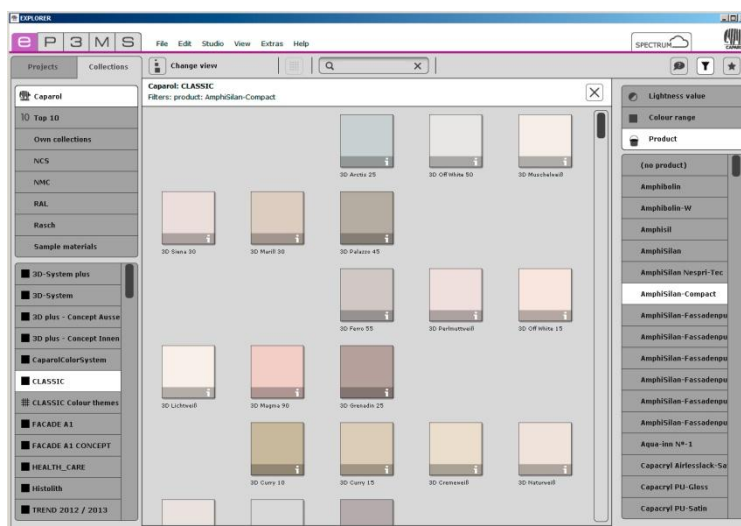 EXPLORER
e P 3 M S
File Edit Studio View Extras Help
SPECTRUM
CAPAROL
Projects Collections
Change view
Caparol
10 Top 10
Own collections
NCS
NMC
RAL
Rasch
Sample materials
3D-System plus
3D-System
3D plus - Concept Ausse
3D plus - Concept Innen
CaparolColorSystem
CLASSIC
CLASSIC Colour themes
FACADE A1
FACADE A1 CONCEPT
HEALTH_CARE
Histolith
TREND 2012 / 2013
Caparol: CLASSIC
Filters: product: AmphiSilan-Compact
3D Arctis 25 3D Off White 50 3D Muschelweiß
3D Siena 30 3D Marill 30 3D Palazzo 45
3D Ferro 55 3D Perlmuttweiß 3D Off White 15
3D Lichtweiß 3D Magma 90 3D Grenadin 25
3D Curry 10 3D Curry 15 3D Cremeweiß 3D Naturweiß
Lightness value
Colour range
Product
(no product)
Amphibolin
Amphibolin-W
Amphisil
AmphiSilan
AmphiSilan Nespri-Tec
AmphiSilan-Compact
AmphiSilan-Fassadenpu
AmphiSilan-Fassadenpu
AmphiSilan-Fassadenpu
AmphiSilan-Fassadenpu
AmphiSilan-Fassadenpu
AmphiSilan-Fassadenpu
Aqua-inn Nº-1
Capacryl Airlesslack-Sa
Capacryl PU-Gloss
Capacryl PU-Satin